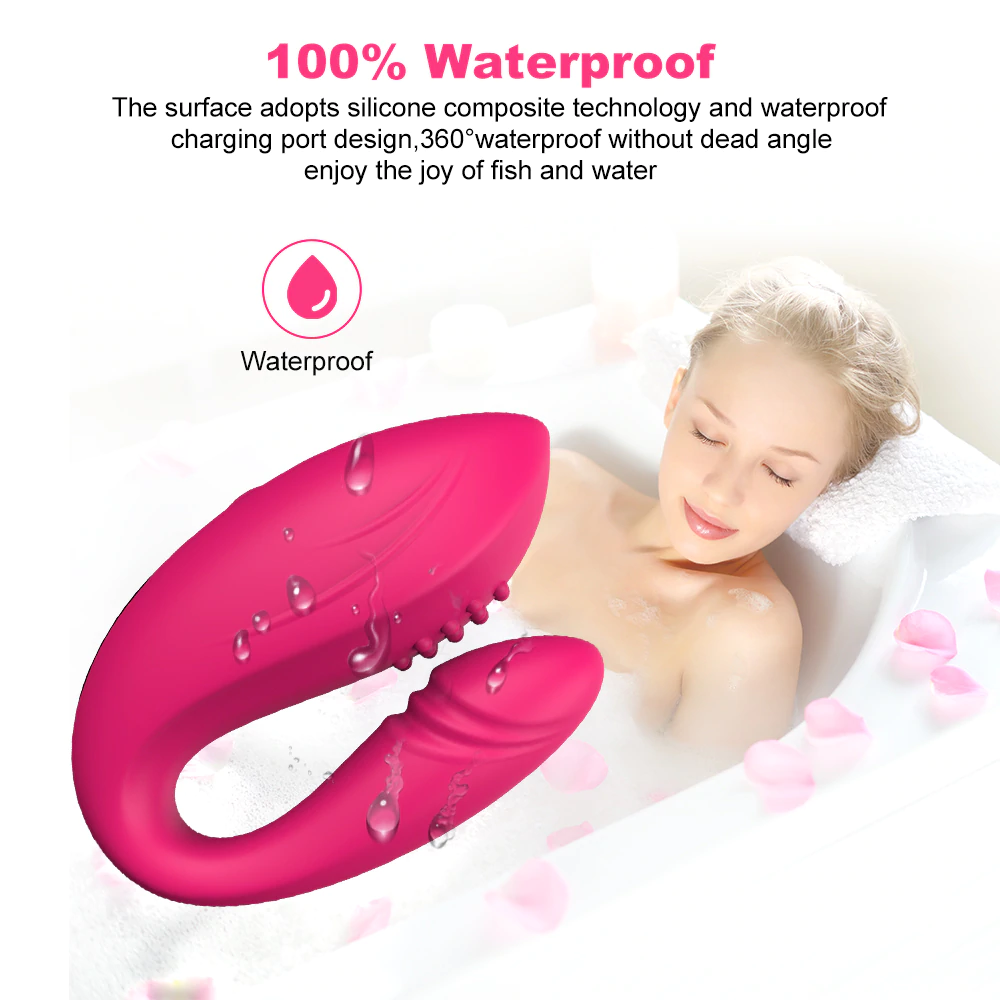 100% Waterproof
The surface adopts silicone composite technology and waterproof
charging port design,360°waterproof without dead angle
enjoy the joy of fish and water
Waterproof